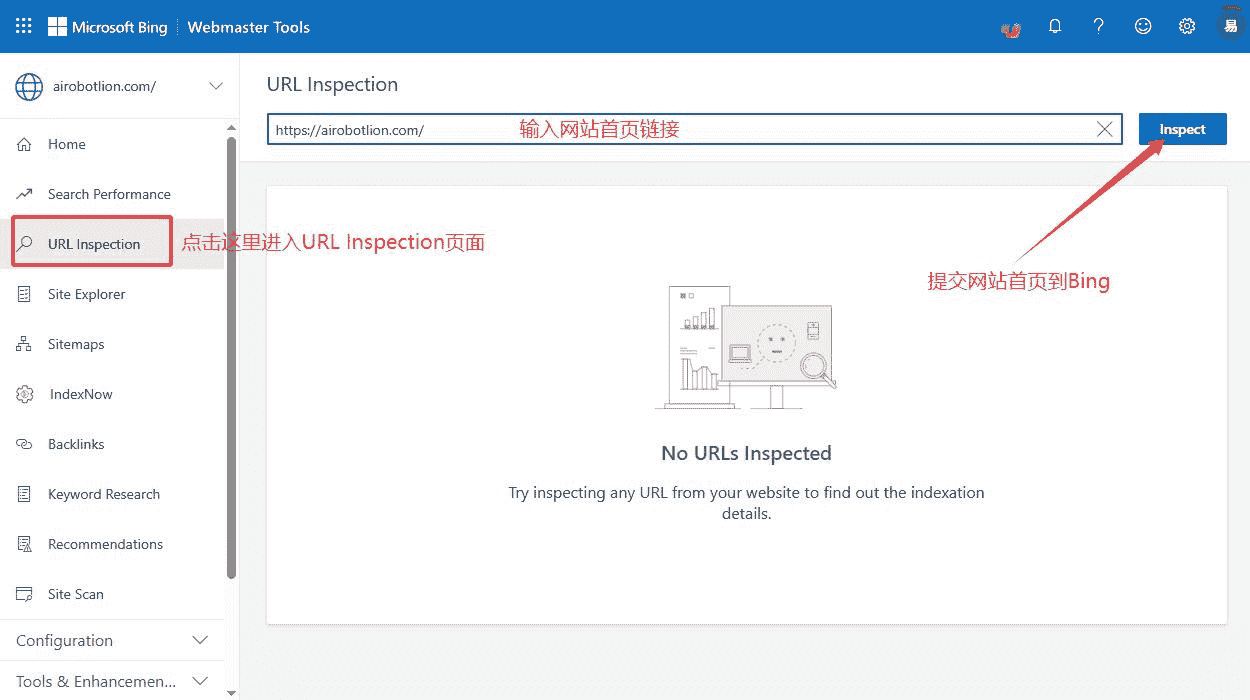 Microsoft Bing Webmaster Tools
易
airobotlion.com/
URL Inspection
https://airobotlion.com/ 输入网站首页链接
Inspect
Home
Search Performance
URL Inspection
点击这里进入URL Inspection页面
Site Explorer
提交网站首页到Bing
Sitemaps
IndexNow
Backlinks
Keyword Research
Recommendations
Site Scan
Configuration
Tools & Enhancemen...
No URLs Inspected
Try inspecting any URL from your website to find out the indexation
details.